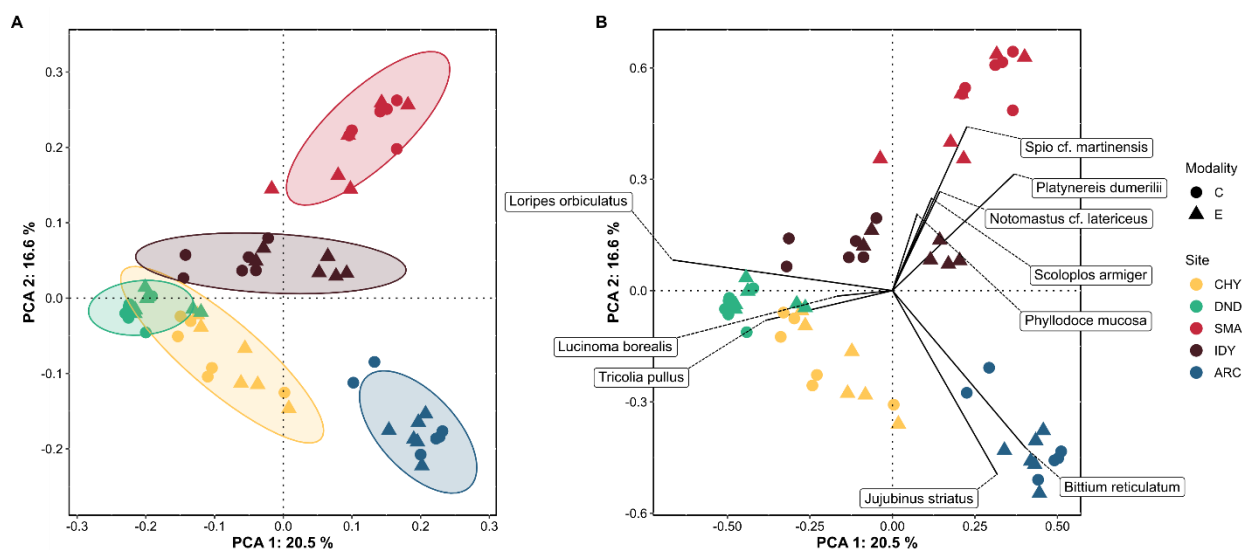 A
B
0.3
0.2
0.1
0.0
-0.1
-0.2
PCA 2: 16.6 %
-0.3
-0.2
-0.1
0.0
0.1
0.2
0.3
PCA 1: 20.5 %
0.6
0.3
0.0
-0.3
-0.6
PCA 2: 16.6 %
-0.50
-0.25
0.00
0.25
0.50
PCA 1: 20.5 %
Spio cf. martinensis
Platynereis dumerilii
Loripes orbiculatus
Notomastus cf. latericeus
Scoloplos armiger
Phyllodoce mucosa
Lucinoma borealis
Tricolia pullus
Jujubinus striatus
Bittium reticulatum
Modality
C
E
Site
CHY
DND
SMA
IDY
ARC